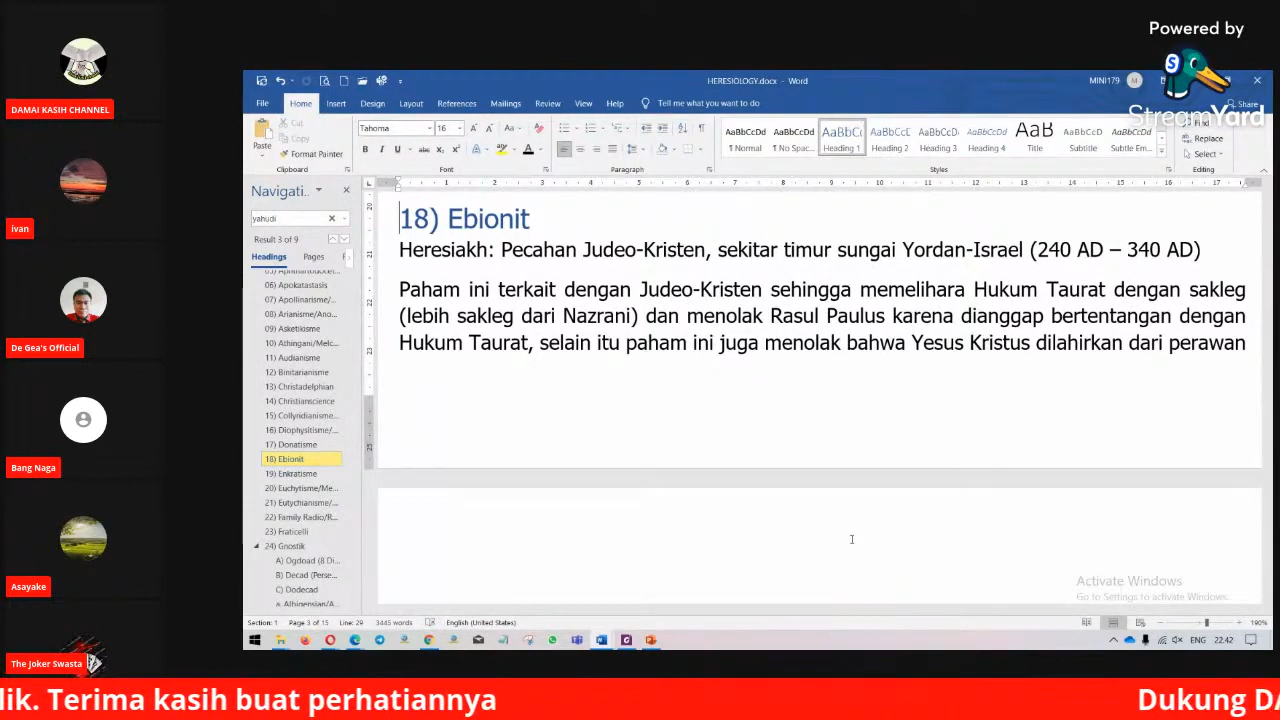 Powered by
StreamYard
DAMAI KASIH CHANNEL
ivan
De Gea's Official
Bang Naga
Asayake
The Joker Swasta
HERESIOLOGY.docx - Word
MINI179
M
File
Home
Insert
Design
Layout
References
Mailings
Review
View
Help
Tell me what you want to do
Share
Paste
Cut
Copy
Format Painter
Clipboard
Tahoma
16
Font
Paragraph
AaBbCcDd
¶ Normal
AaBbCcDd
¶ No Spac...
AaBbC(
Heading 1
AaBbCcDd
Heading 2
AaBbCcDd
Heading 3
AaBbCcDd
Heading 4
AaB
Title
AaBbCcD
Subtitle
AaBbCcDd
Subtle Em...
Styles
Find
Replace
Select
Editing
Navigati...
yahudi
Result 3 of 9
Headings
Pages
06) Apokatastasis
07) Apollinarisme/...
08) Arianisme/Ano...
09) Asketikisme
10) Athingani/Melc...
11) Audianisme
12) Binitarianisme
13) Christadelphian
14) Christianscience
15) Collyridianisme...
16) Diophysitisme/...
17) Donatisme
18) Ebionit
19) Enkratisme
20) Euchytisme/Me...
21) Eutychianisme/...
22) Family Radio/R...
23) Fraticelli
24) Gnostik
A) Ogdoad (8 Di...
B) Decad (Perse...
C) Dodecad
a. Albigensian/A...
18) Ebionit
Heresiakh: Pecahan Judeo-Kristen, sekitar timur sungai Yordan-Israel (240 AD – 340 AD)
Paham ini terkait dengan Judeo-Kristen sehingga memelihara Hukum Taurat dengan sakleg
(lebih sakleg dari Nazrani) dan menolak Rasul Paulus karena dianggap bertentangan dengan
Hukum Taurat, selain itu paham ini juga menolak bahwa Yesus Kristus dilahirkan dari perawan
Activate Windows
Go to Settings to activate Windows.
Section: 1
Page 3 of 15
Line: 29
3445 words
English (United States)
190%
ENG
22.42
lik. Terima kasih buat perhatiannya
Dukung DA